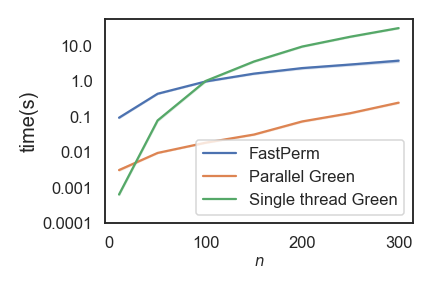 time(s)
10.0
1.0
0.1
0.01
0.001
0.0001
FastPerm
Parallel Green
Single thread Green
0 100 200 300
n